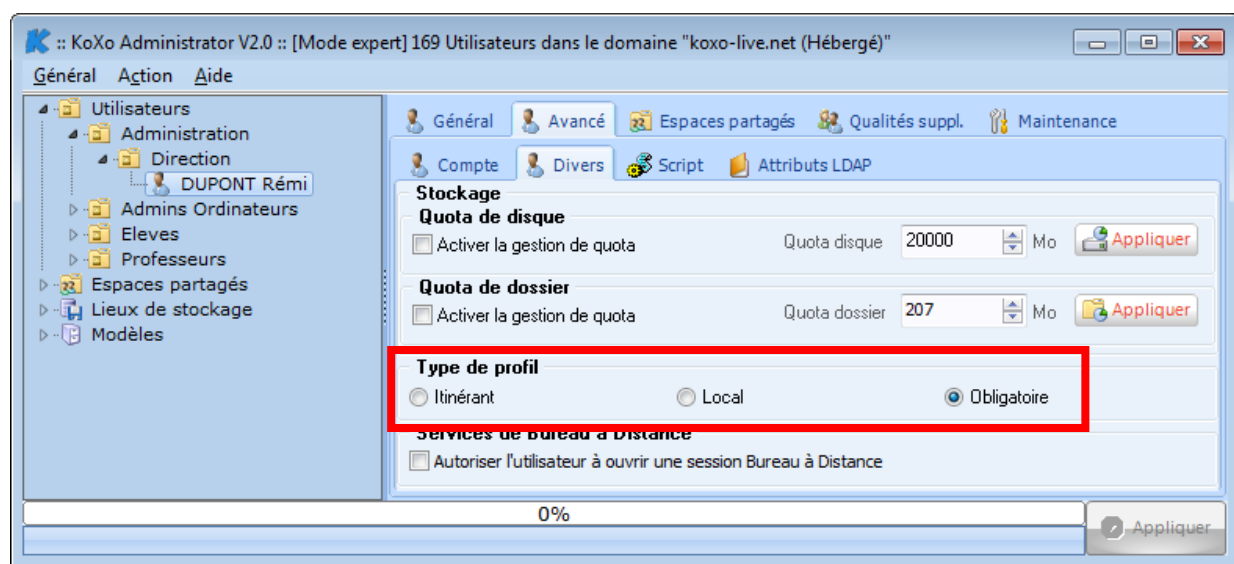 :: KoXo Administrator V2.0 :: [Mode expert] 169 Utilisateurs dans le domaine "koxo-live.net (Hébergé)"
Général Action Aide
Utilisateurs
Administration
Direction
DUPONT Rémi
Admins Ordinateurs
Eleves
Professeurs
Espaces partagés
Lieux de stockage
Modèles
Général Avancé Espaces partagés Qualités suppl. Maintenance
Compte Divers Script Attributs LDAP
Stockage
Quota de disque
Activer la gestion de quota Quota disque 20000 Mo Appliquer
Quota de dossier
Activer la gestion de quota Quota dossier 207 Mo Appliquer
Type de profil
Itinérant Local Obligatoire
Services de Bureau à Distance
Autoriser l'utilisateur à ouvrir une session Bureau à Distance
0%
Appliquer